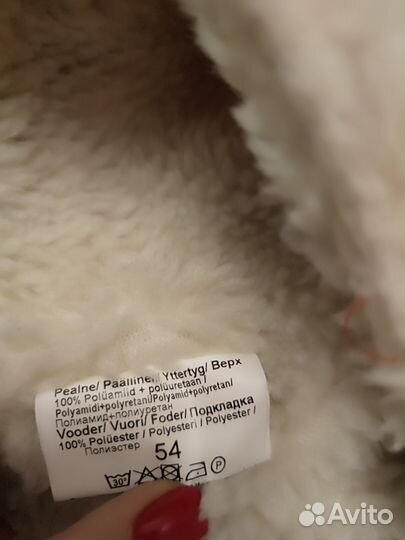 Pealne/ Päälline/ Yttertyg/ Верх
100% Polüamiid + polüuretaan /
Polyamidi+polyretani/Polyamid+polyretan/
Полиамид+полиуретан
Vooder/ Vuori/ Foder/ Подкладка
100% Polüester / Polyesteri / Polyester /
Полиэстер
54
30°
P
Avito